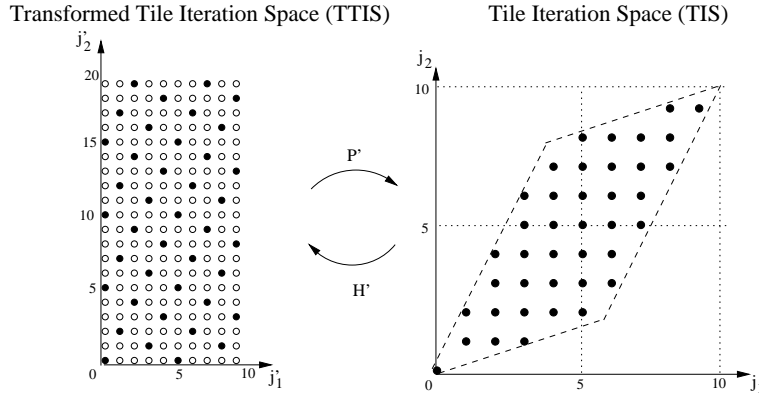 Transformed Tile Iteration Space (TTIS)
Tile Iteration Space (TIS)
j'2
20
15
10
5
0
5
10
j'1
P'
H'
j2
10
5
0
5
10
j